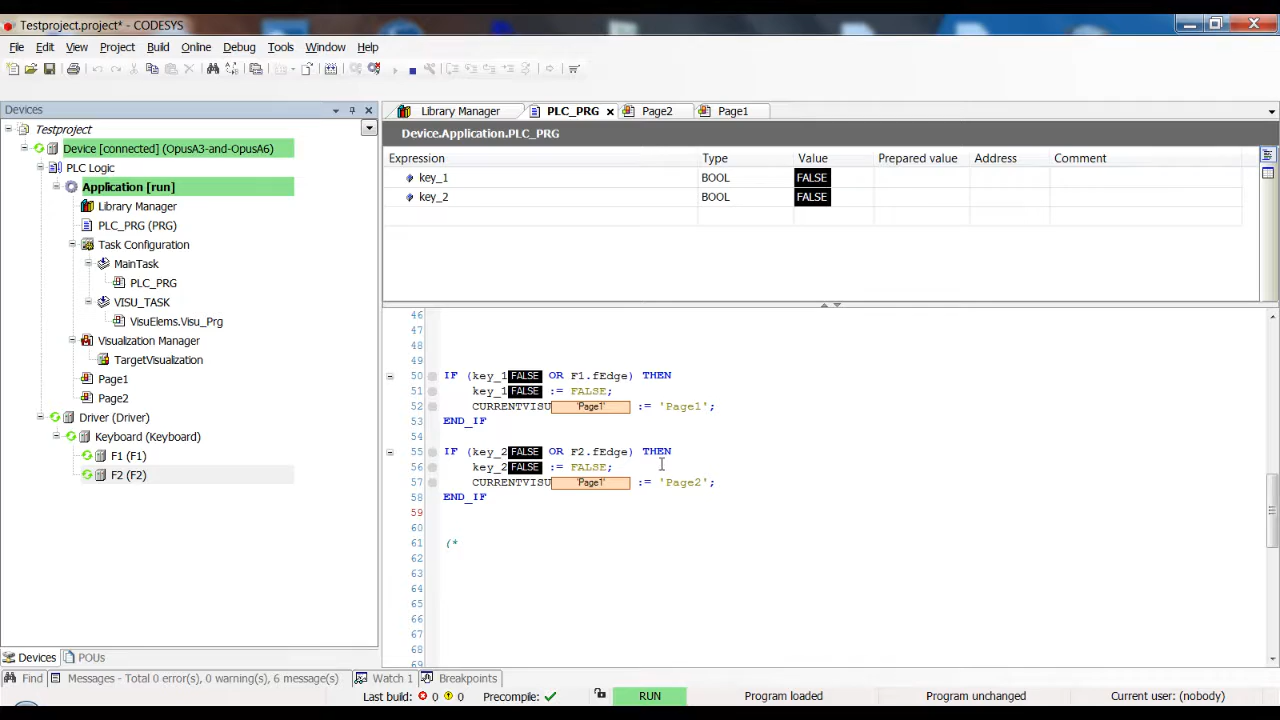 Testproject.project* - CODESYS
File Edit View Project Build Online Debug Tools Window Help
Devices
Testproject
Device [connected] (OpusA3-and-OpusA6)
PLC Logic
Application [run]
Library Manager
PLC_PRG (PRG)
Task Configuration
MainTask
PLC_PRG
VISU_TASK
VisuElems.Visu_Prg
Visualization Manager
TargetVisualization
Page1
Page2
Driver (Driver)
Keyboard (Keyboard)
F1 (F1)
F2 (F2)
Devices POUs
Library Manager PLC_PRG Page2 Page1
Device.Application.PLC_PRG
Expression Type Value Prepared value Address Comment
key_1 BOOL FALSE
key_2 BOOL FALSE
46
47
48
49
50 IF (key_1 FALSE OR F1.fEdge) THEN
51 key_1 FALSE := FALSE;
52 CURRENTVISU 'Page1' := 'Page1';
53 END_IF
54
55 IF (key_2 FALSE OR F2.fEdge) THEN
56 key_2 FALSE := FALSE;
57 CURRENTVISU 'Page1' := 'Page2';
58 END_IF
59
60
61 (*
62
63
64
65
66
67
68
69
Find Messages - Total 0 error(s), 0 warning(s), 6 message(s) Watch 1 Breakpoints
Last build: 0 0 Precompile: RUN Program loaded Program unchanged Current user: (nobody)